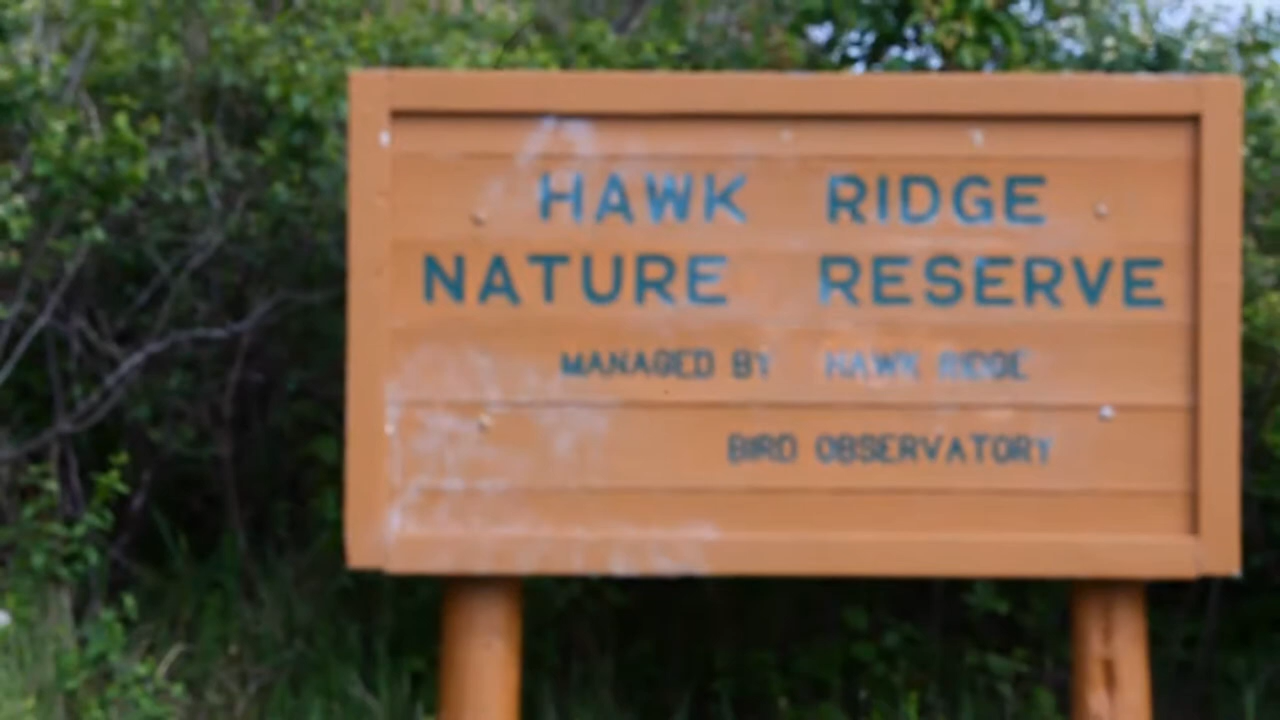 HAWK RIDGE
NATURE RESERVE
MANAGED BY HAWK RIDGE
BIRD OBSERVATORY